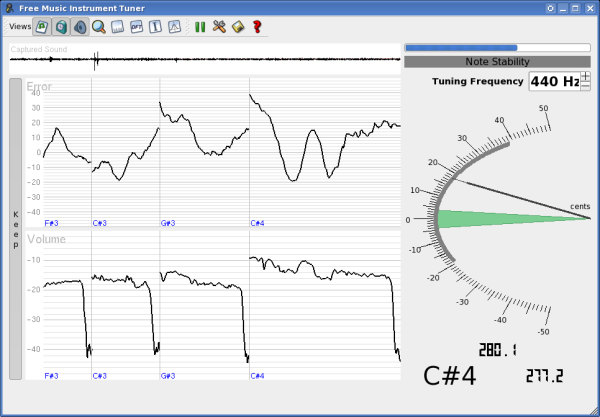 Free Music Instrument Tuner
Views
Captured Sound
Note Stability
Tuning Frequency 440 Hz
Error
40
30
20
10
0
-10
-20
-30
-40
F#3 C#3 G#3 C#4
Keep
Volume
-10
-20
-30
-40
F#3 C#3 G#3 C#4
50
40
30
20
10
0
-10
-20
-30
-40
-50
cents
280.1
C#4 277.2